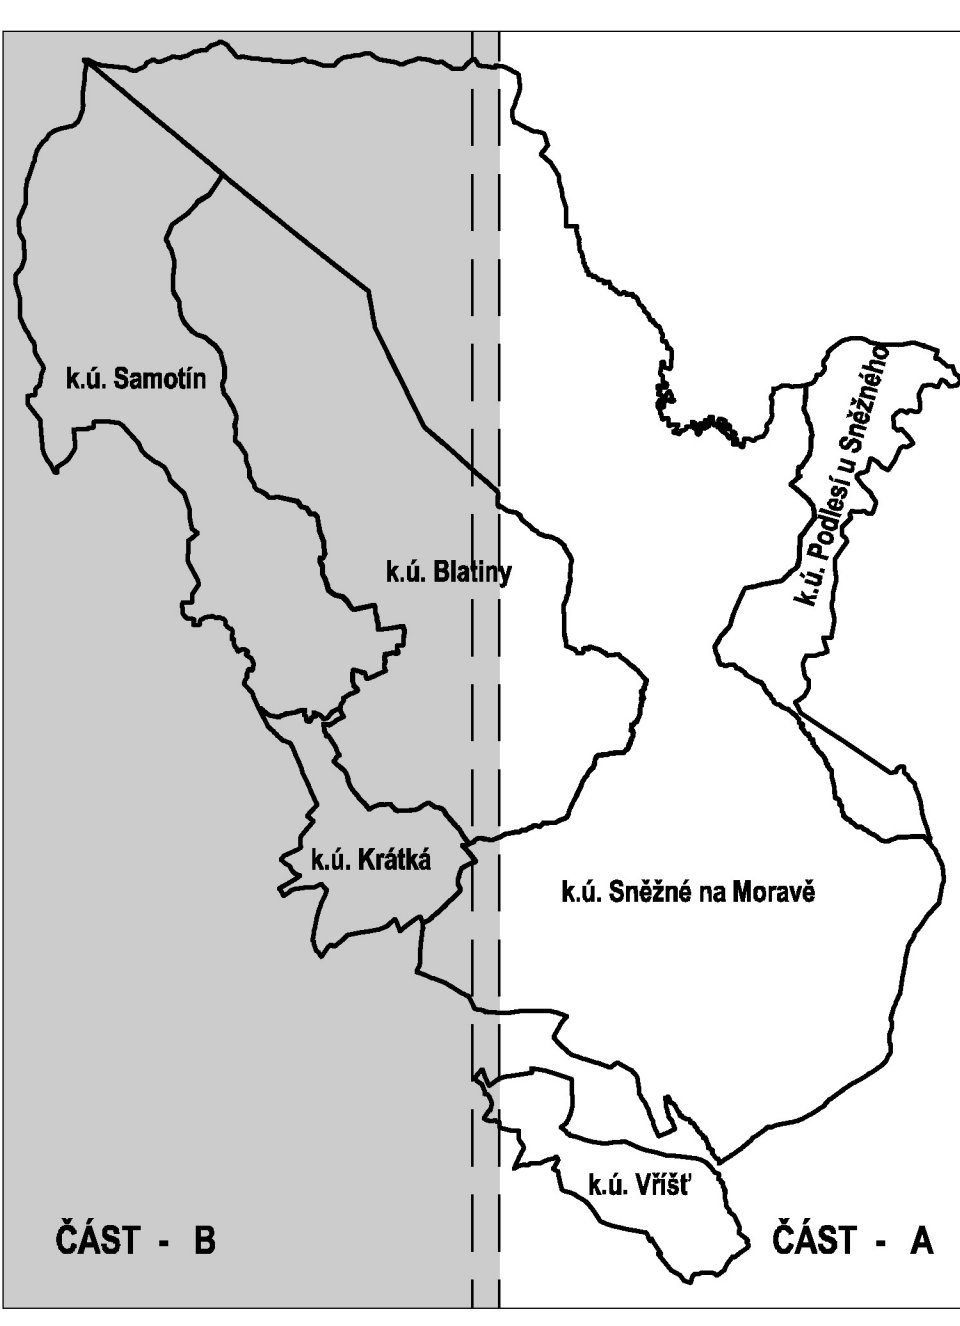 k.ú. Podlesí u Sněžného
k.ú. Samotín
k.ú. Blatiny
k.ú. Krátká
k.ú. Sněžné na Moravě
k.ú. Vříšť
ČÁST - B
ČÁST - A